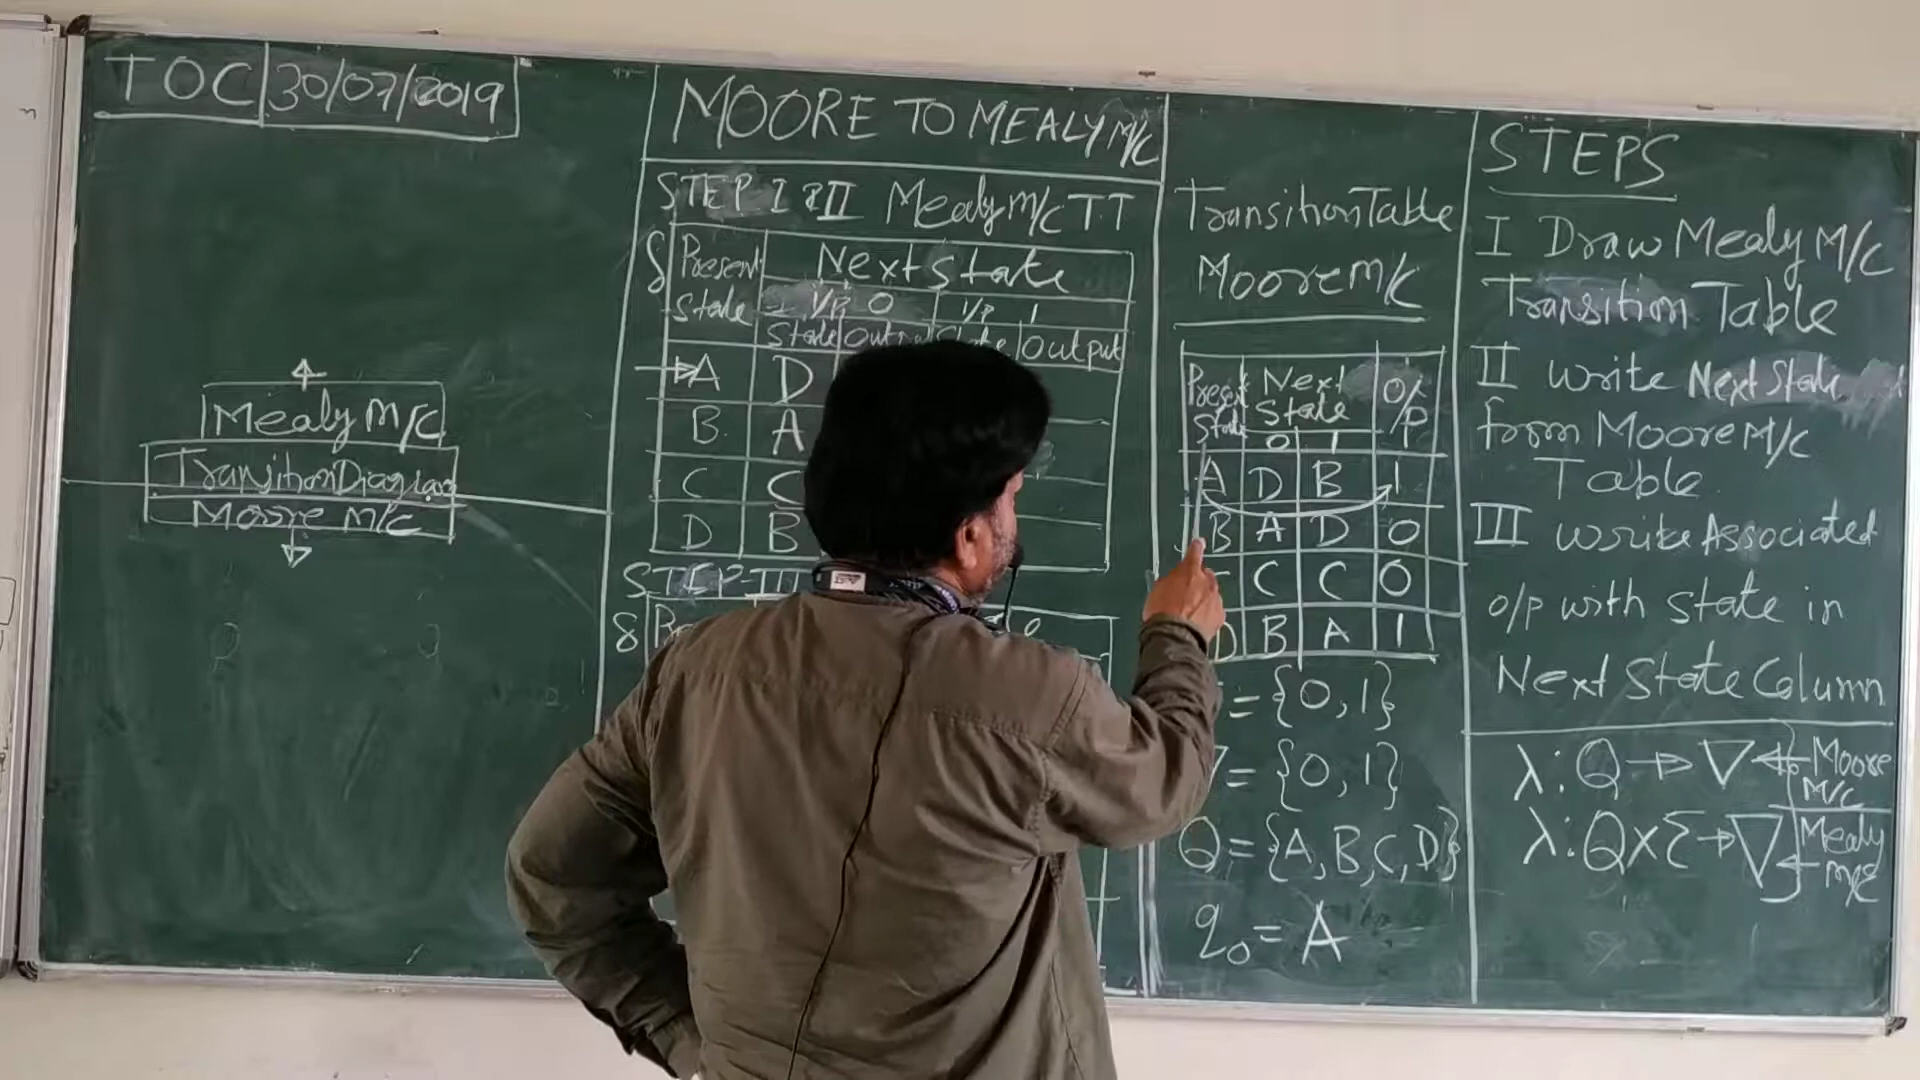 TOC 30/07/2019
Mealy M/C
Transition Diagram
Moore M/C
MOORE TO MEALY M/C
STEP I & II Mealy M/C TT
δ Present State Next State
I/P 0 I/P 1
State Output Output
A D
B A
C C
D B
STEP-III
δ
Transition Table
Moore M/C
Present State Next State O/P
0 1
A D B 1
B A D 0
C C 0
D B A 1
= {0,1}
= {0,1}
Q = {A,B,C,D}
q0 = A
STEPS
I Draw Mealy M/C
Transition Table
II Write Next State
from Moore M/C
Table
III Write Associated
o/p with state in
Next State Column
λ: Q → ∇ Moore M/C
λ: Q x Σ → ∇ Mealy M/C